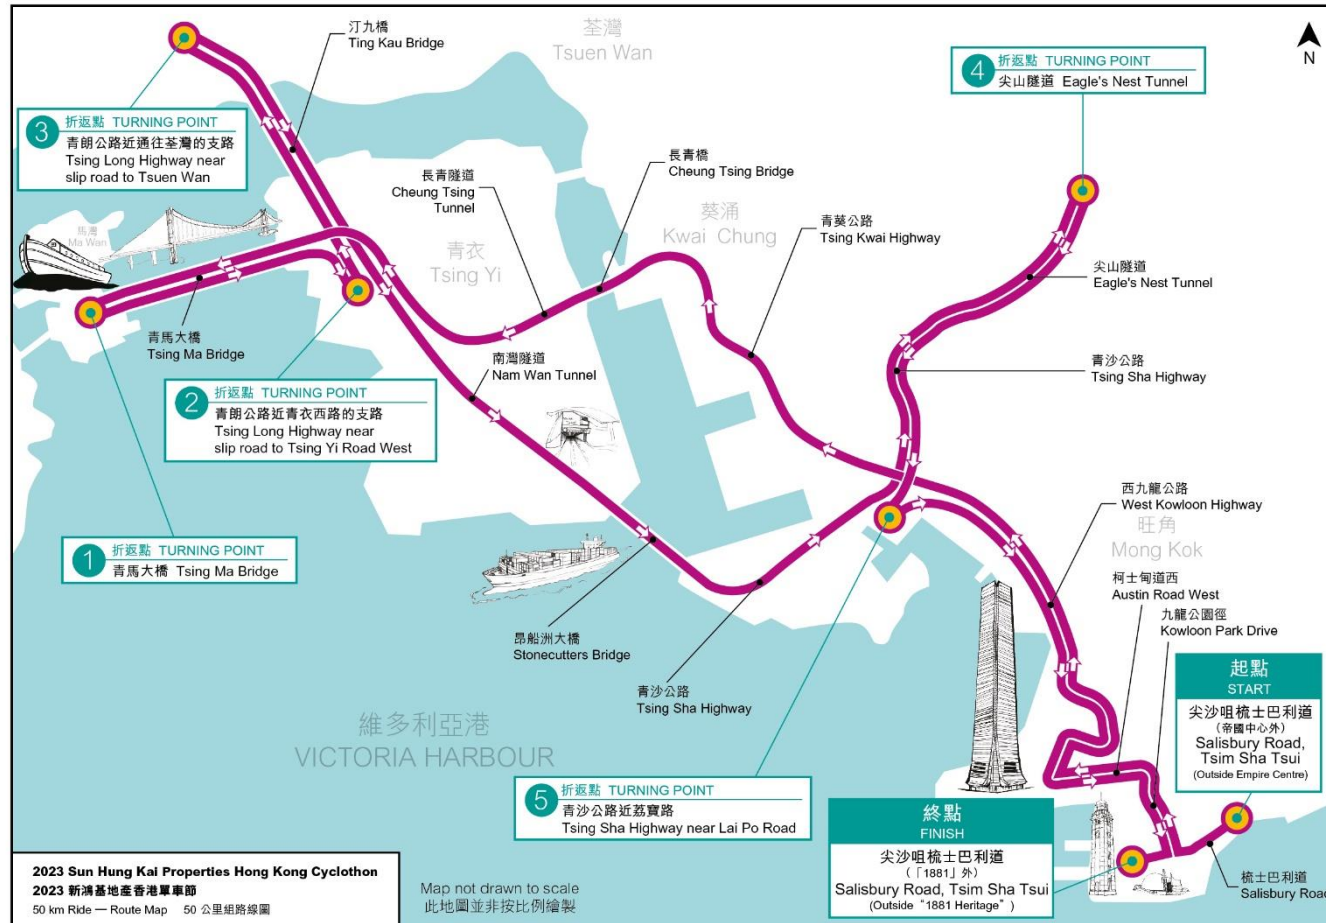 汀九橋
Ting Kau Bridge
荃灣
Tsuen Wan
N
4
折返點 TURNING POINT
尖山隧道 Eagle's Nest Tunnel
3
折返點 TURNING POINT
青朗公路近通往荃灣的支路
Tsing Long Highway near
slip road to Tsuen Wan
長青橋
Cheung Tsing Bridge
長青隧道
Cheung Tsing
Tunnel
葵涌
Kwai Chung
青葵公路
Tsing Kwai Highway
馬灣
Ma Wan
青衣
Tsing Yi
尖山隧道
Eagle's Nest Tunnel
青馬大橋
Tsing Ma Bridge
南灣隧道
Nam Wan Tunnel
青沙公路
Tsing Sha Highway
2
折返點 TURNING POINT
青朗公路近青衣西路的支路
Tsing Long Highway near
slip road to Tsing Yi Road West
西九龍公路
West Kowloon Highway
旺角
Mong Kok
1
折返點 TURNING POINT
青馬大橋 Tsing Ma Bridge
柯士甸道西
Austin Road West
九龍公園徑
Kowloon Park Drive
昂船洲大橋
Stonecutters Bridge
青沙公路
Tsing Sha Highway
起點
START
尖沙咀梳士巴利道
(帝國中心外)
Salisbury Road,
Tsim Sha Tsui
(Outside Empire Centre)
維多利亞港
VICTORIA HARBOUR
5
折返點 TURNING POINT
青沙公路近荔寶路
Tsing Sha Highway near Lai Po Road
終點
FINISH
尖沙咀梳士巴利道
(「1881」外)
Salisbury Road, Tsim Sha Tsui
(Outside "1881 Heritage")
梳士巴利道
Salisbury Road
2023 Sun Hung Kai Properties Hong Kong Cyclothon
2023 新鴻基地產香港單車節
50 km Ride — Route Map 50 公里組路線圖
Map not drawn to scale
此地圖並非按比例繪製